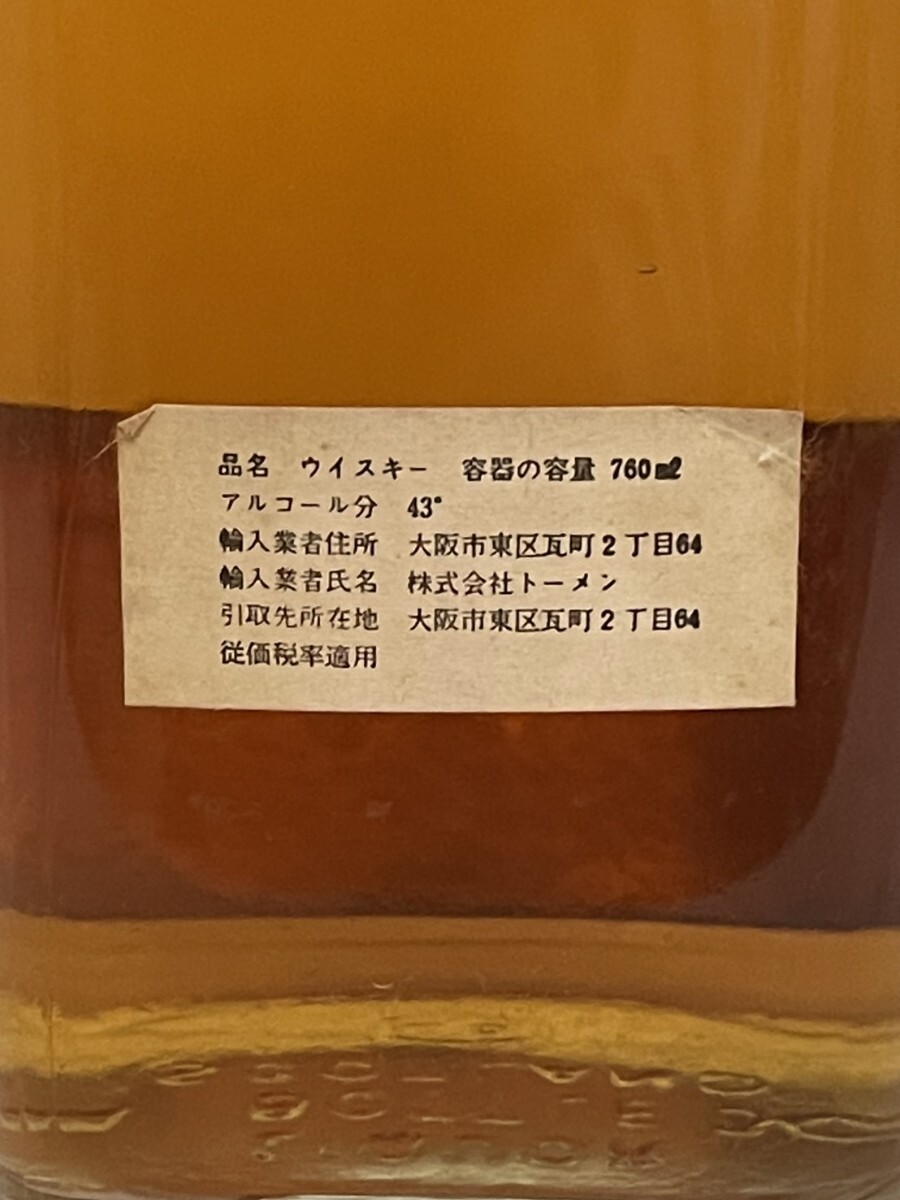 品名　ウイスキー　容器の容量 760mℓ
アルコール分　43°
輸入業者住所　大阪市東区瓦町2丁目64
輸入業者氏名　株式会社トーメン
引取先所在地　大阪市東区瓦町2丁目64
従価税率適用